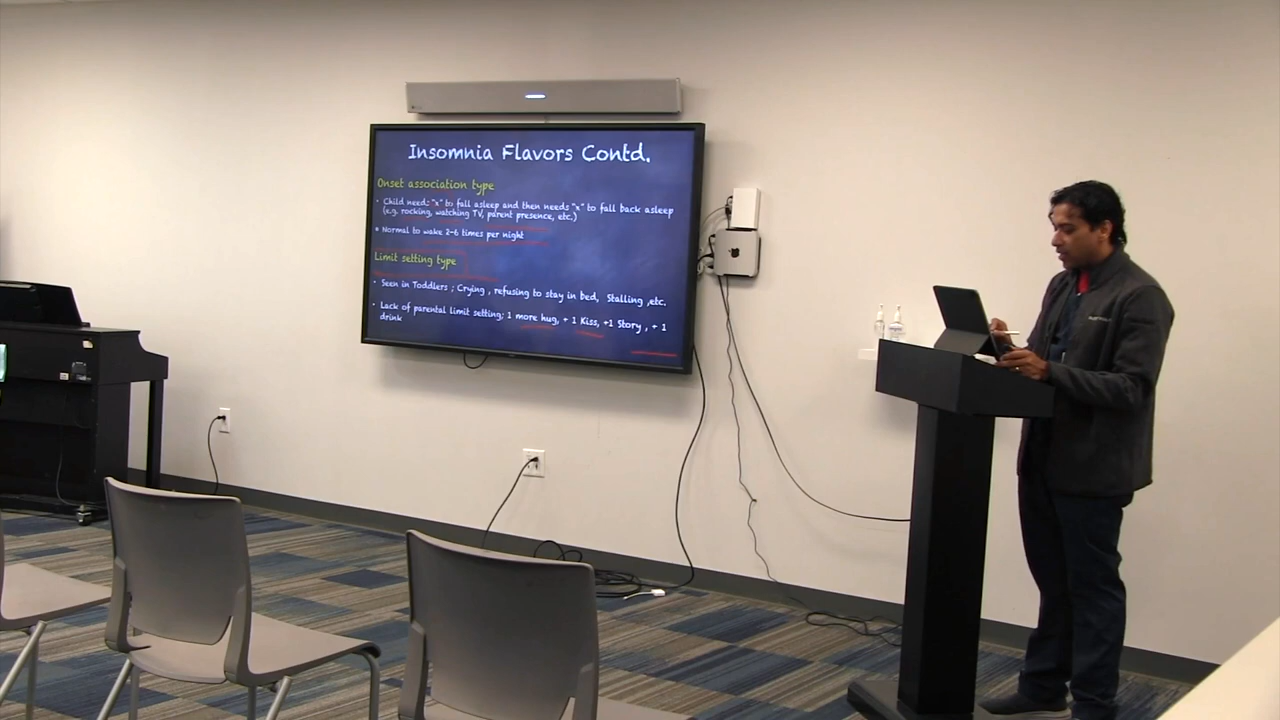 Insomnia Flavors Contd.
Onset association type
• Child needs "x" to fall asleep and then needs "x" to fall back asleep
(e.g. rocking, watching TV, parent presence, etc.)
• Normal to wake 2-6 times per night
Limit setting type
• Seen in Toddlers ; Crying , refusing to stay in bed, Stalling ,etc.
• Lack of parental limit setting; 1 more hug, + 1 Kiss, +1 Story , + 1
drink